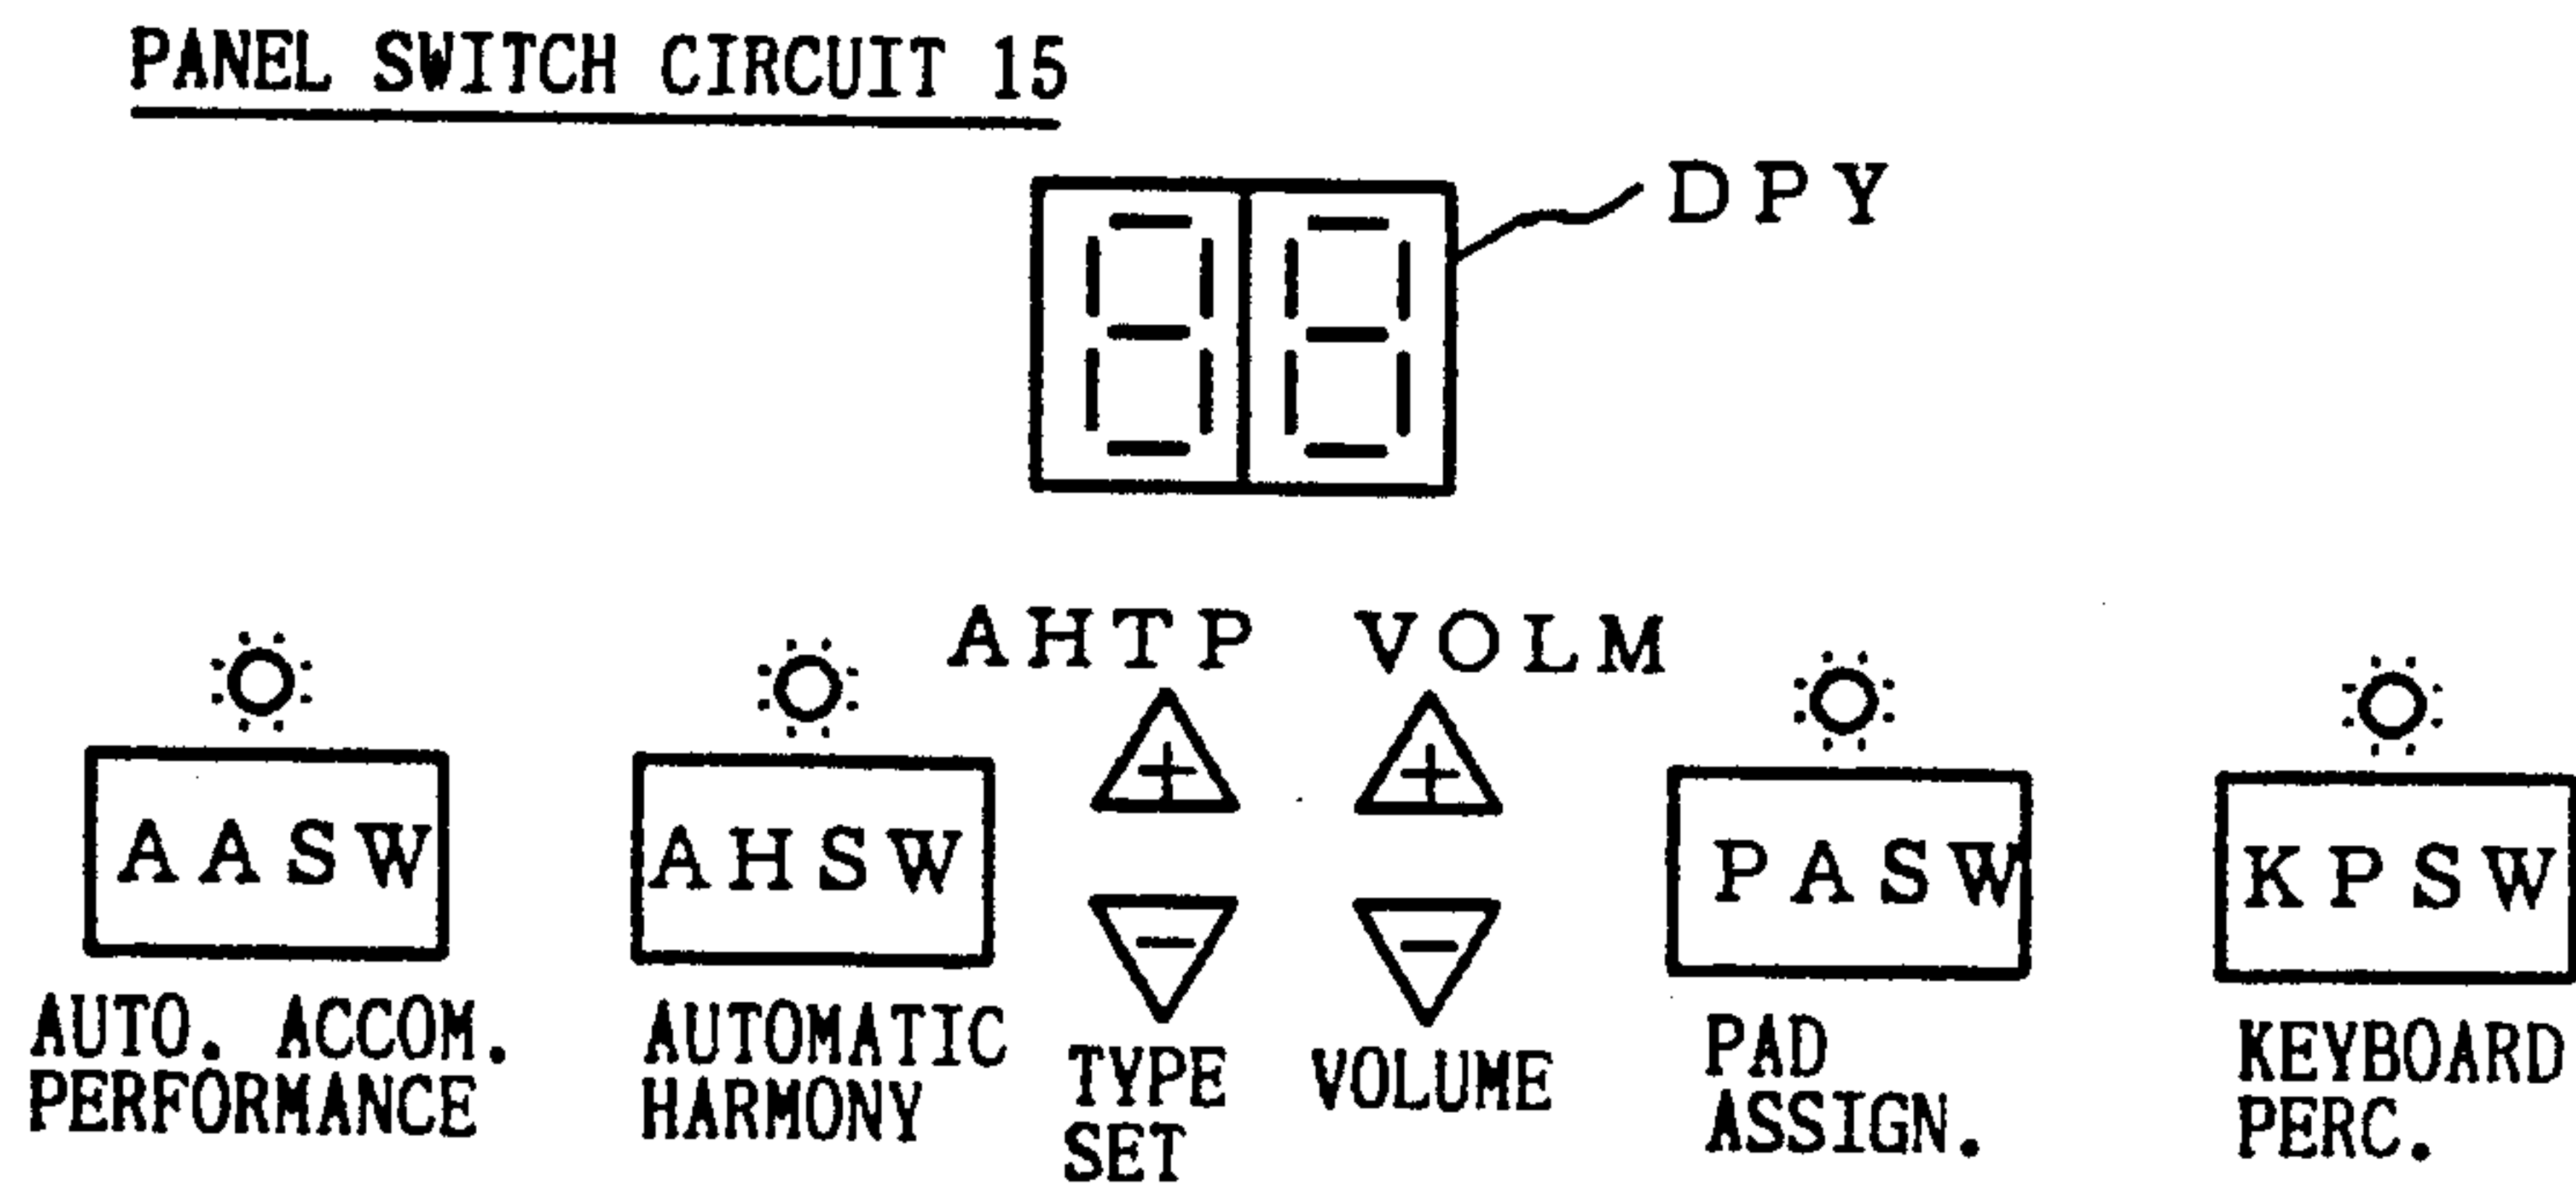 PANEL SWITCH CIRCUIT 15
DPY
AHTP VOLM
+ +
AASW AHSW PASW KPSW
- -
AUTO. ACCOM.
PERFORMANCE
AUTOMATIC
HARMONY
TYPE
SET
VOLUME
PAD
ASSIGN.
KEYBOARD
PERC.